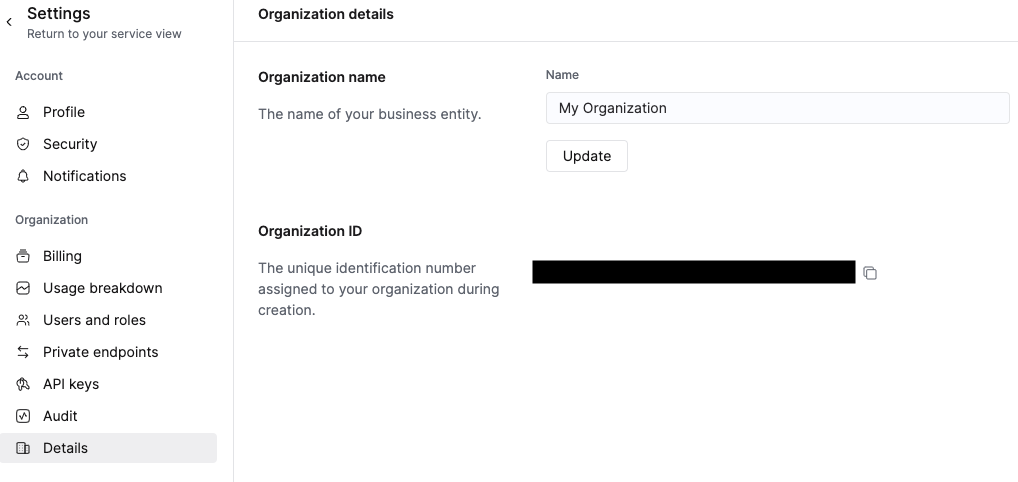 Settings
Return to your service view
Account
Profile
Security
Notifications
Organization
Billing
Usage breakdown
Users and roles
Private endpoints
API keys
Audit
Details
Organization details
Organization name
The name of your business entity.
Name
My Organization
Update
Organization ID
The unique identification number
assigned to your organization during
creation.